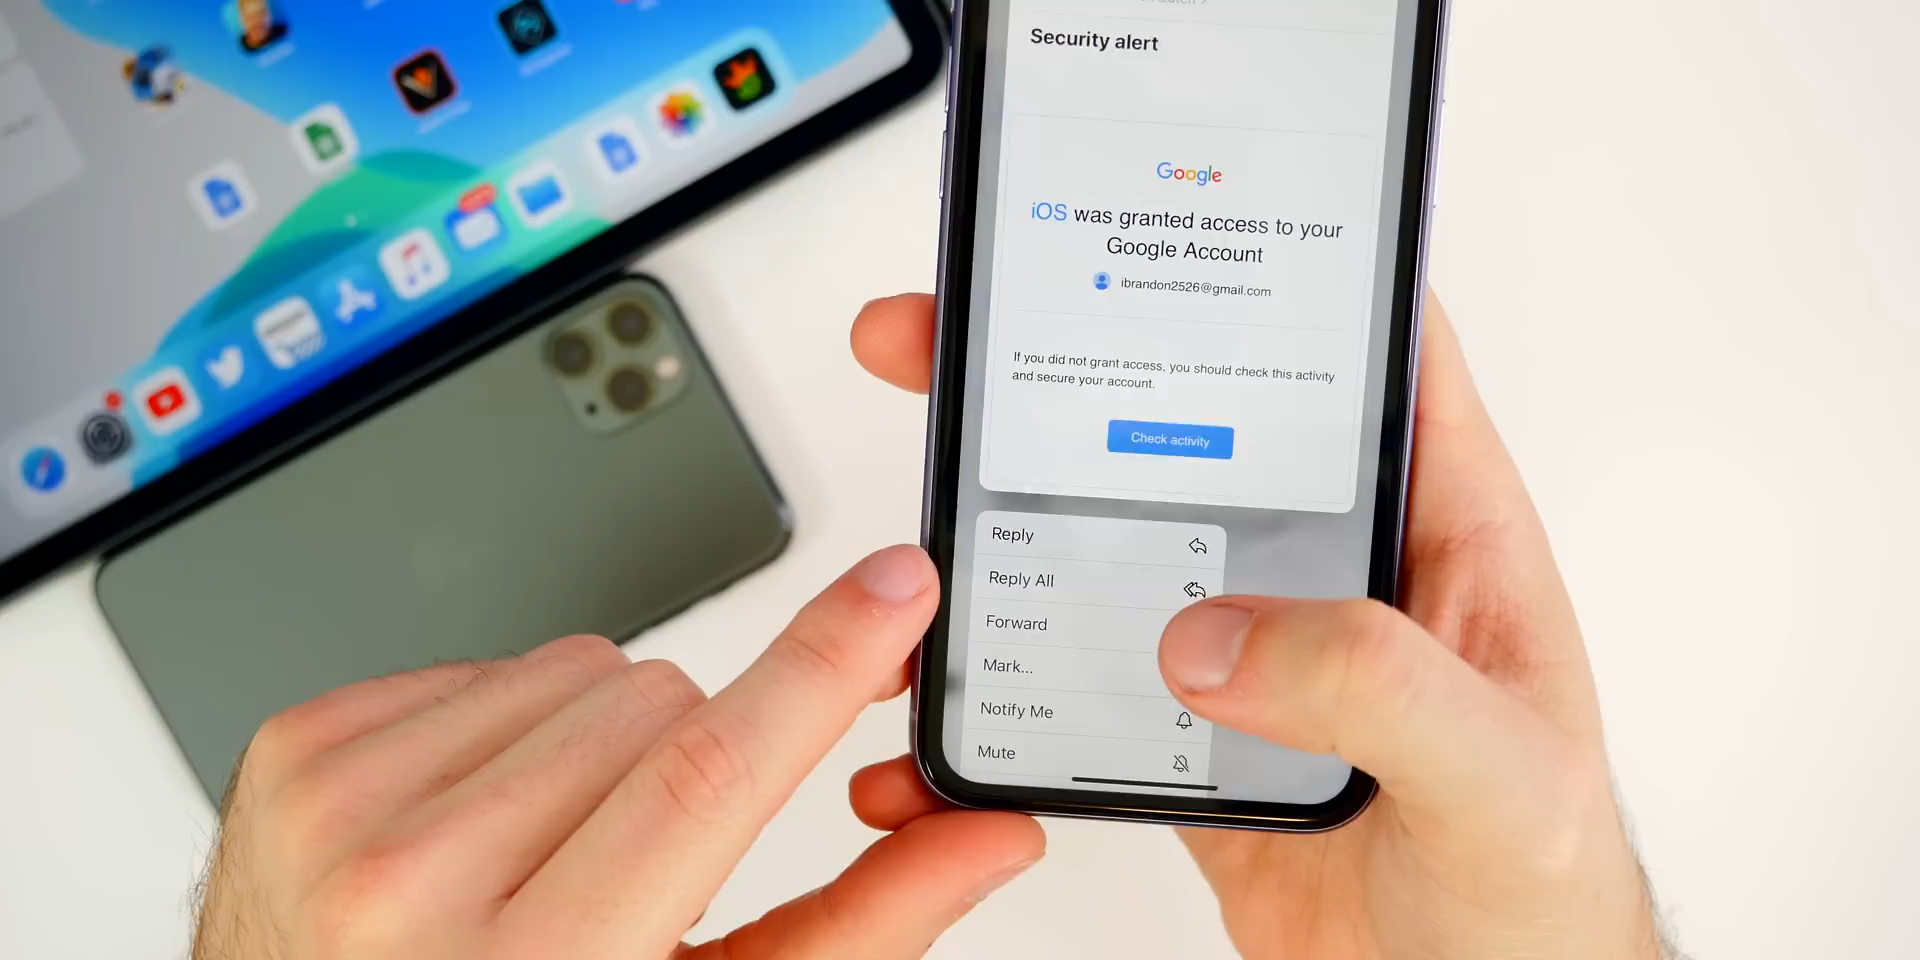 Security alert
Google
iOS was granted access to your
Google Account
ibrandon2526@gmail.com
If you did not grant access, you should check this activity
and secure your account.
Check activity
Reply
Reply All
Forward
Mark...
Notify Me
Mute